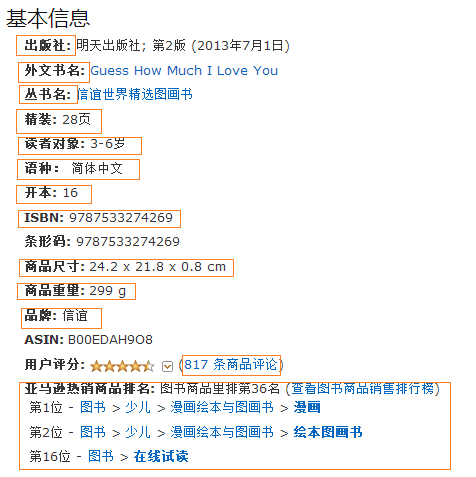 基本信息
出版社: 明天出版社; 第2版 (2013年7月1日)
外文书名: Guess How Much I Love You
丛书名: 信谊世界精选图画书
精装: 28页
读者对象: 3-6岁
语种： 简体中文
开本: 16
ISBN: 9787533274269
条形码: 9787533274269
商品尺寸: 24.2 x 21.8 x 0.8 cm
商品重量: 299 g
品牌: 信谊
ASIN: B00EDAH9O8
用户评分: (817 条商品评论)
亚马逊热销商品排名: 图书商品里排第36名 (查看图书商品销售排行榜)
第1位 - 图书 > 少儿 > 漫画绘本与图画书 > 漫画
第2位 - 图书 > 少儿 > 漫画绘本与图画书 > 绘本图画书
第16位 - 图书 > 在线试读